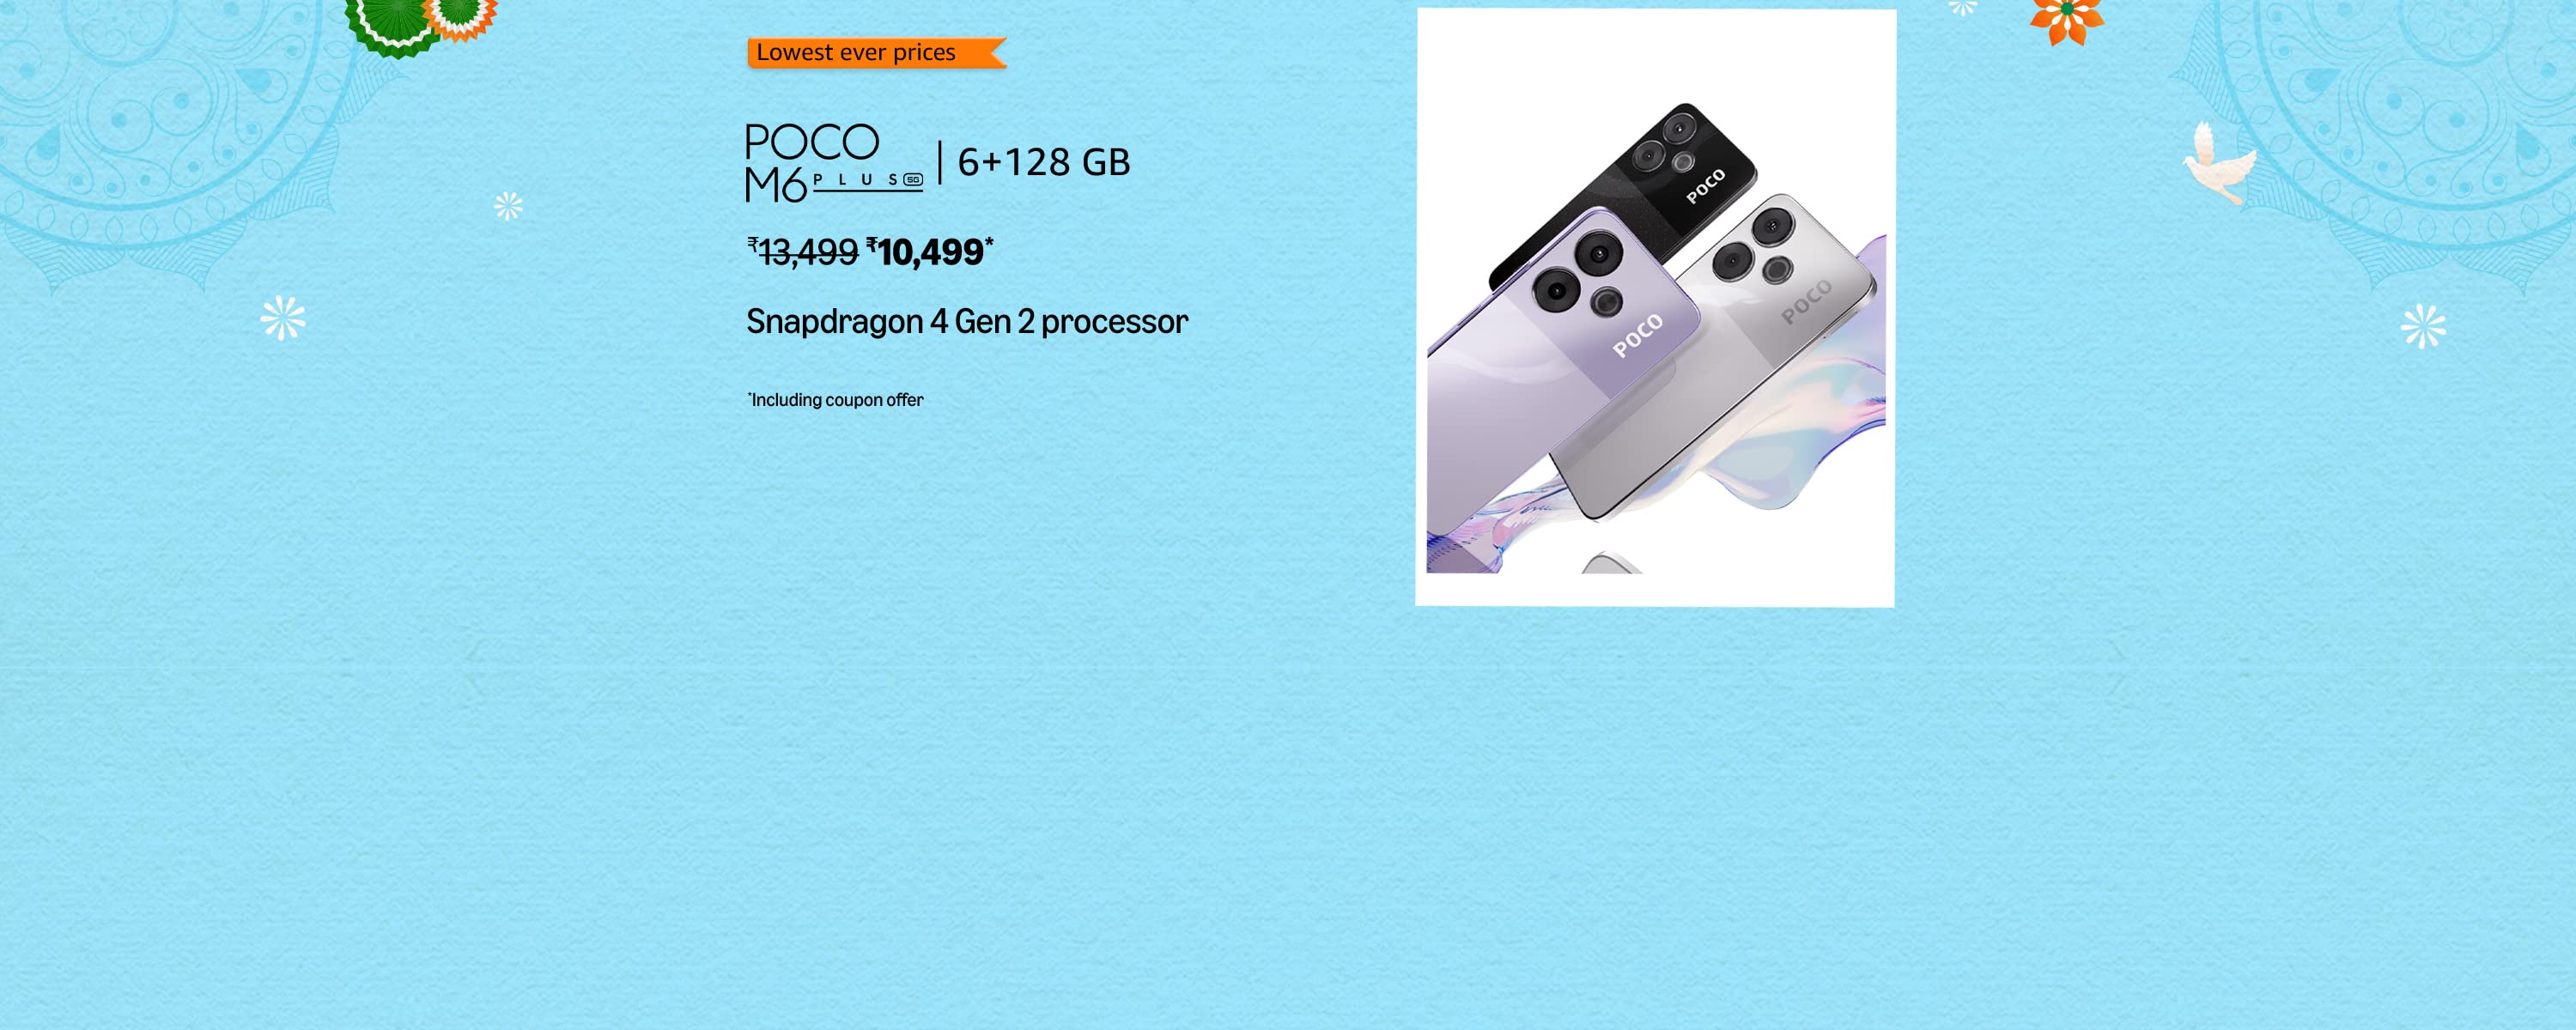 Lowest ever prices
POCO
M6 PLUS 5G | 6+128 GB
₹13,499 ₹10,499*
Snapdragon 4 Gen 2 processor
*Including coupon offer
POCO
POCO
POCO